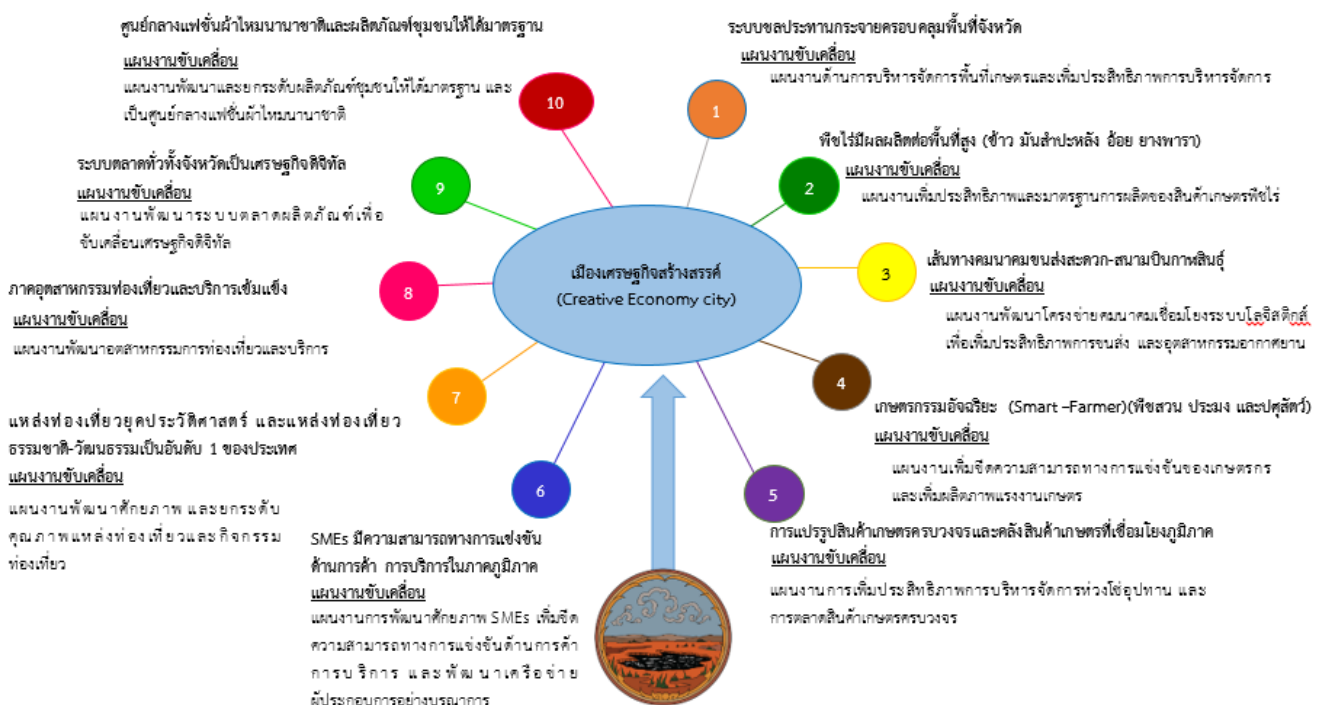 ศูนย์กลางแฟชั่นผ้าไหมนานาชาติและผลิตภัณฑ์ชุมชนให้ได้มาตรฐาน
แผนงานขับเคลื่อน
แผนงานพัฒนาและยกระดับผลิตภัณฑ์ชุมชนให้ได้มาตรฐาน และ
เป็นศูนย์กลางแฟชั่นผ้าไหมนานาชาติ
10
ระบบชลประทานกระจายครอบคลุมพื้นที่จังหวัด
แผนงานขับเคลื่อน
แผนงานด้านการบริหารจัดการพื้นที่เกษตรและเพิ่มประสิทธิภาพการบริหารจัดการ
1
พืชไร่มีผลผลิตต่อพื้นที่สูง (ข้าว มันสำปะหลัง อ้อย ยางพารา)
แผนงานขับเคลื่อน
แผนงานเพิ่มประสิทธิภาพและมาตรฐานการผลิตของสินค้าเกษตรพืชไร่
2
ระบบตลาดทั่วทั้งจังหวัดเป็นเศรษฐกิจดิจิทัล
แผนงานขับเคลื่อน
แผนงานพัฒนาระบบตลาดผลิตภัณฑ์เพื่อ
ขับเคลื่อนเศรษฐกิจดิจิทัล
9
เมืองเศรษฐกิจสร้างสรรค์
(Creative Economy city)
3
เส้นทางคมนาคมขนส่งสะดวก-สนามบินกาฬสินธุ์
แผนงานขับเคลื่อน
แผนงานพัฒนาโครงข่ายคมนาคมเชื่อมโยงระบบโลจิสติกส์
เพื่อเพิ่มประสิทธิภาพการขนส่ง และอุตสาหกรรมอากาศยาน
ภาคอุตสาหกรรมท่องเที่ยวและบริการเข้มแข็ง
แผนงานขับเคลื่อน
แผนงานพัฒนาอตสาหกรรมการท่องเที่ยวและบริการ
8
4
เกษตรกรรมอัจฉริยะ (Smart –Farmer)(พืชสวน ประมง และปศุสัตว์)
แผนงานขับเคลื่อน
แผนงานเพิ่มขีดความสามารถทางการแข่งขันของเกษตรกร
และเพิ่มผลิตภาพแรงงานเกษตร
7
แหล่งท่องเที่ยวยุคประวัติศาสตร์ และแหล่งท่องเที่ยว
ธรรมชาติ-วัฒนธรรมเป็นอันดับ 1 ของประเทศ
แผนงานขับเคลื่อน
แผนงานพัฒนาศักยภาพ และยกระดับ
คุณภาพแหล่งท่องเที่ยวและกิจกรรม
ท่องเที่ยว
6
SMEs มีความสามารถทางการแข่งขัน
ด้านการค้า การบริการในภาคภูมิภาค
แผนงานขับเคลื่อน
แผนงานการพัฒนาศักยภาพ SMEs เพิ่มขีด
ความสามารถทางการแข่งขันด้านการค้า
การบริการ และพัฒนาเครือข่าย
ผู้ประกอบการอย่างบูรณาการ
5
การแปรรูปสินค้าเกษตรครบวงจรและคลังสินค้าเกษตรที่เชื่อมโยงภูมิภาค
แผนงานขับเคลื่อน
แผนงานการเพิ่มประสิทธิภาพการบริหารจัดการห่วงโซ่อุปทาน และ
การตลาดสินค้าเกษตรครบวงจร